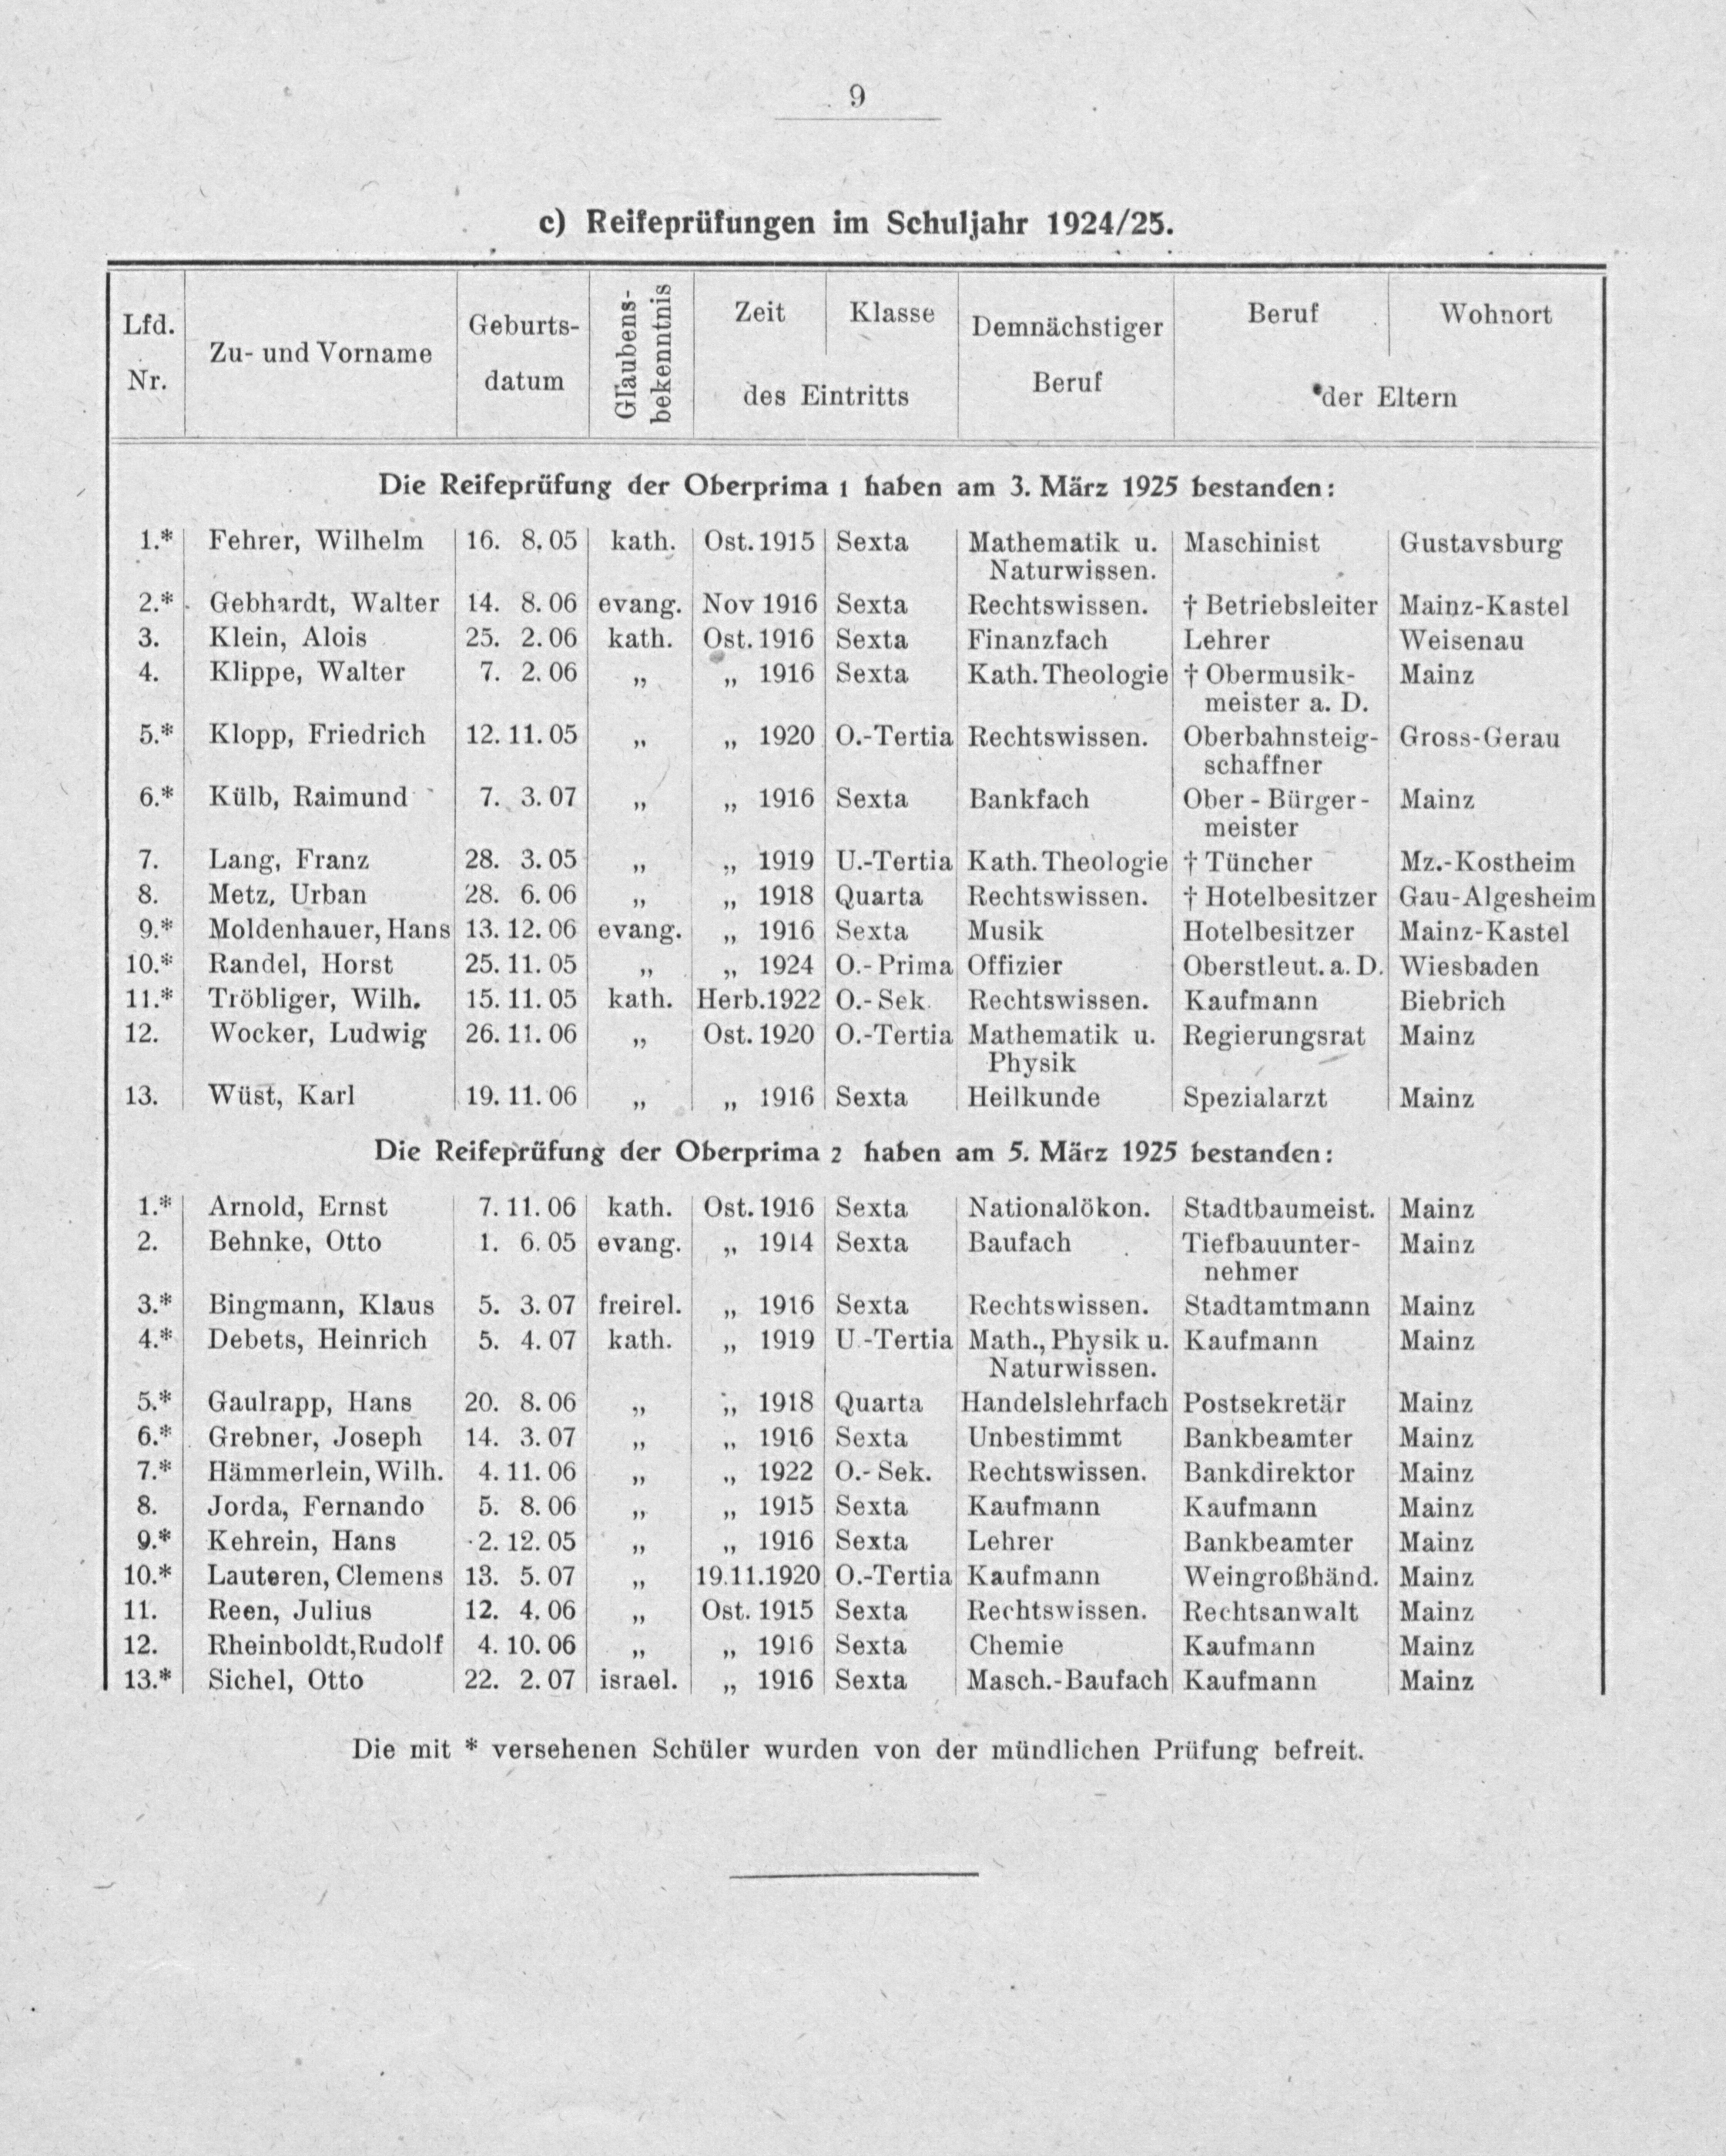 9
c) Reifeprüfungen im Schuljahr 1924/25.
Lfd. Nr. Zu- und Vorname Geburts-datum Glaubens-bekenntnis Zeit Klasse des Eintritts Demnächstiger Beruf Beruf Wohnort der Eltern
Die Reifeprüfung der Oberprima 1 haben am 3. März 1925 bestanden:
1.* Fehrer, Wilhelm 16. 8. 05 kath. Ost. 1915 Sexta Mathematik u. Maschinist Gustavsburg
Naturwissen.
2.* Gebhardt, Walter 14. 8. 06 evang. Nov 1916 Sexta Rechtswissen. † Betriebsleiter Mainz-Kastel
3. Klein, Alois 25. 2. 06 kath. Ost. 1916 Sexta Finanzfach Lehrer Weisenau
4. Klippe, Walter 7. 2. 06 „ „ 1916 Sexta Kath. Theologie † Obermusik- Mainz
meister a. D.
5.* Klopp, Friedrich 12. 11. 05 „ „ 1920 O.-Tertia Rechtswissen. Oberbahnsteig- Gross-Gerau
schaffner
6.* Külb, Raimund 7. 3. 07 „ „ 1916 Sexta Bankfach Ober-Bürger- Mainz
meister
7. Lang, Franz 28. 3. 05 „ „ 1919 U.-Tertia Kath. Theologie † Tüncher Mz.-Kostheim
8. Metz, Urban 28. 6. 06 „ „ 1918 Quarta Rechtswissen. † Hotelbesitzer Gau-Algesheim
9.* Moldenhauer, Hans 13. 12. 06 evang. „ 1916 Sexta Musik Hotelbesitzer Mainz-Kastel
10.* Randel, Horst 25. 11. 05 „ „ 1924 O.-Prima Offizier Oberstleut. a. D. Wiesbaden
11.* Tröbliger, Wilh. 15. 11. 05 kath. Herb. 1922 O.-Sek. Rechtswissen. Kaufmann Biebrich
12. Wocker, Ludwig 26. 11. 06 „ Ost. 1920 O.-Tertia Mathematik u. Regierungsrat Mainz
Physik
13. Wüst, Karl 19. 11. 06 „ „ 1916 Sexta Heilkunde Spezialarzt Mainz
Die Reifeprüfung der Oberprima 2 haben am 5. März 1925 bestanden:
1.* Arnold, Ernst 7. 11. 06 kath. Ost. 1916 Sexta Nationalökon. Stadtbaumeist. Mainz
2. Behnke, Otto 1. 6. 05 evang. „ 1914 Sexta Baufach Tiefbauunter- Mainz
nehmer
3.* Bingmann, Klaus 5. 3. 07 freirel. „ 1916 Sexta Rechtswissen. Stadtamtmann Mainz
4.* Debets, Heinrich 5. 4. 07 kath. „ 1919 U.-Tertia Math., Physik u. Kaufmann Mainz
Naturwissen.
5.* Gaulrapp, Hans 20. 8. 06 „ „ 1918 Quarta Handelslehrfach Postsekretär Mainz
6.* Grebner, Joseph 14. 3. 07 „ „ 1916 Sexta Unbestimmt Bankbeamter Mainz
7.* Hämmerlein, Wilh. 4. 11. 06 „ „ 1922 O.-Sek. Rechtswissen. Bankdirektor Mainz
8. Jorda, Fernando 5. 8. 06 „ „ 1915 Sexta Kaufmann Kaufmann Mainz
9.* Kehrein, Hans 2. 12. 05 „ „ 1916 Sexta Lehrer Bankbeamter Mainz
10.* Lauteren, Clemens 13. 5. 07 „ 19.11.1920 O.-Tertia Kaufmann Weingroßhänd. Mainz
11. Reen, Julius 12. 4. 06 „ Ost. 1915 Sexta Rechtswissen. Rechtsanwalt Mainz
12. Rheinboldt, Rudolf 4. 10. 06 „ „ 1916 Sexta Chemie Kaufmann Mainz
13.* Sichel, Otto 22. 2. 07 israel. „ 1916 Sexta Masch.-Baufach Kaufmann Mainz
Die mit * versehenen Schüler wurden von der mündlichen Prüfung befreit.